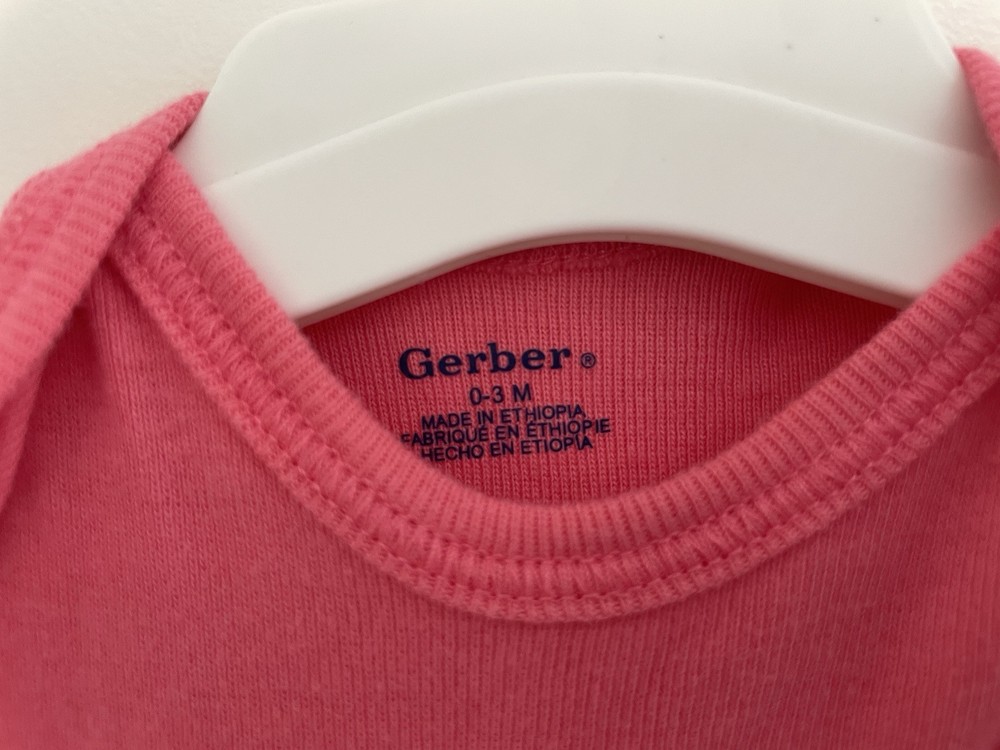 Gerber®
0-3 M
MADE IN ETHIOPIA
FABRIQUÉ EN ÉTHIOPIE
HECHO EN ETIOPÍA